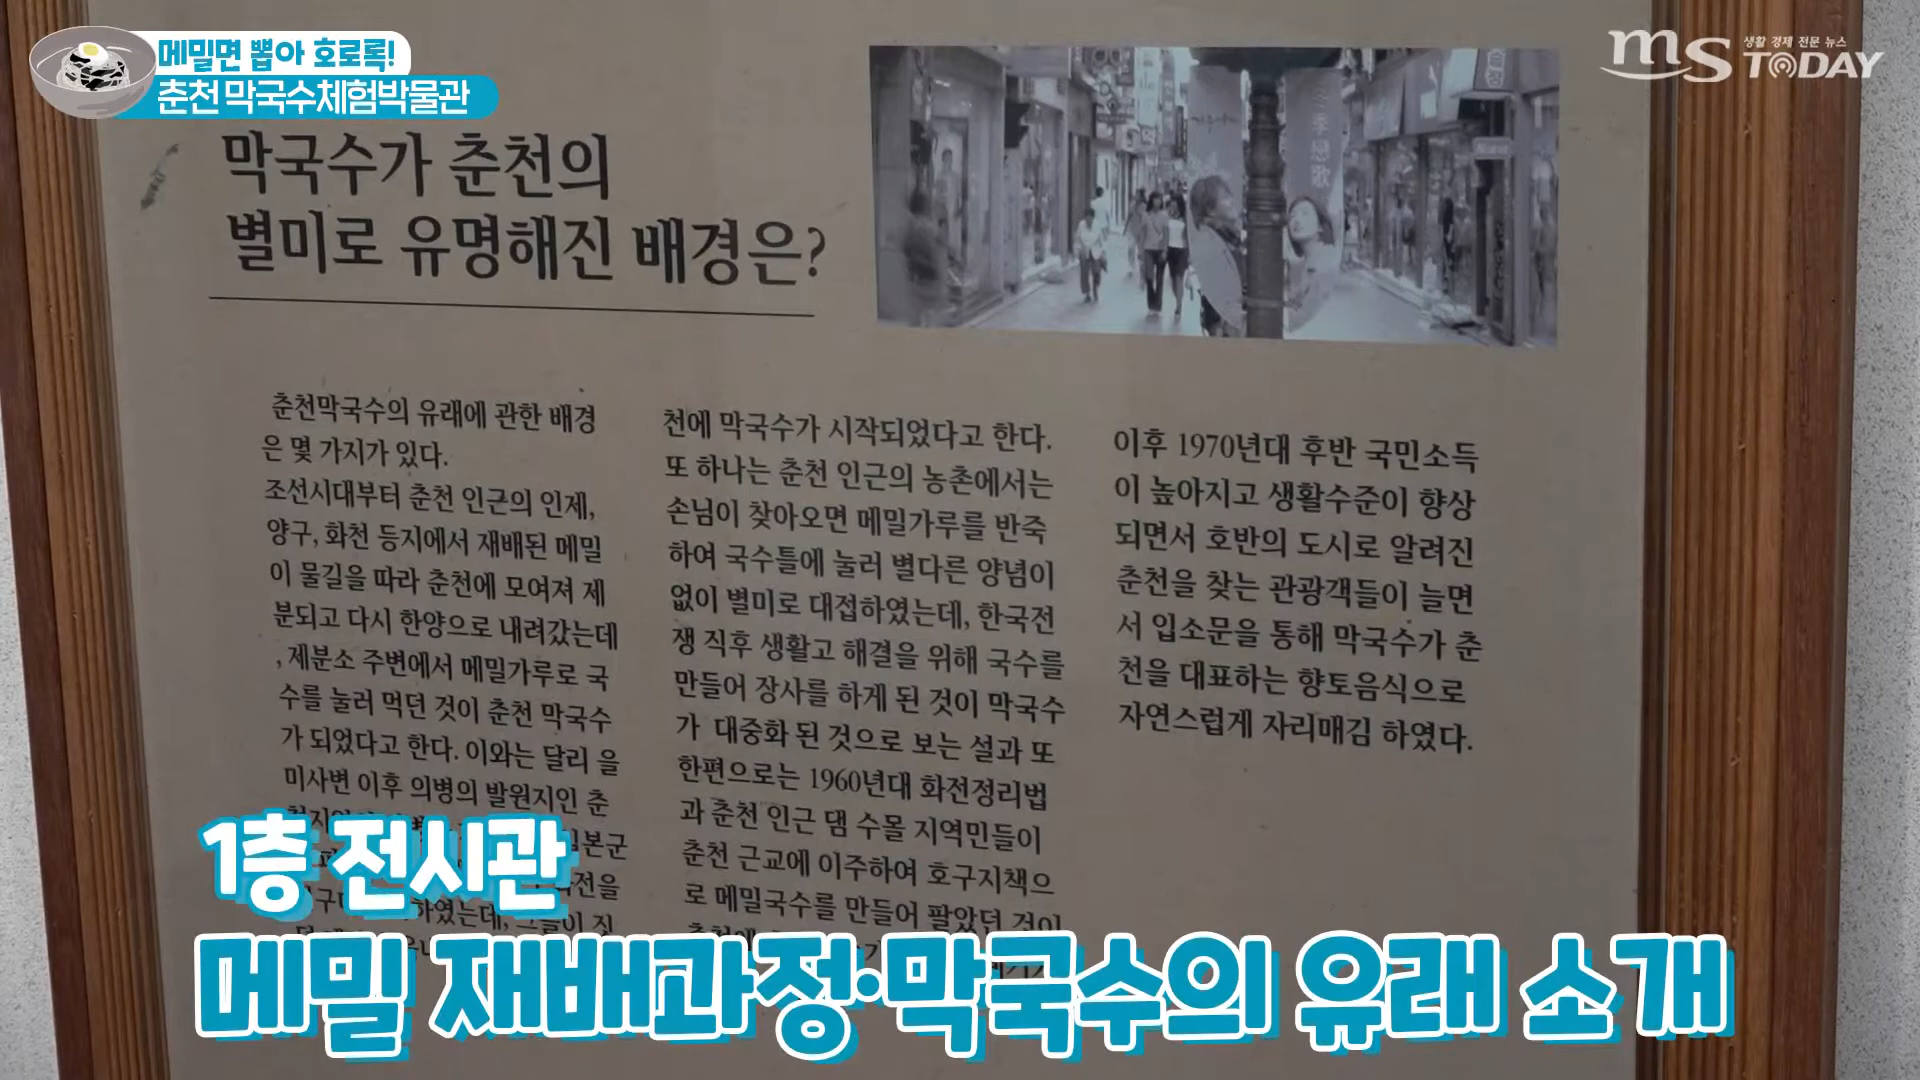 메밀면 뽑아 호로록!
춘천막국수체험박물관
생활 경제 전문 뉴스
MS TODAY
막국수가 춘천의
별미로 유명해진 배경은?
춘천막국수의 유래에 관한 배경
은 몇 가지가 있다.
조선시대부터 춘천 인근의 인제,
양구, 화천 등지에서 재배된 메밀
이 물길을 따라 춘천에 모여져 제
분되고 다시 한양으로 내려갔는데
, 제분소 주변에서 메밀가루로 국
수를 눌러 먹던 것이 춘천 막국수
가 되었다고 한다. 이와는 달리 을
미사변 이후 의병의 발원지인 춘
천에 막국수가 시작되었다고 한다.
또 하나는 춘천 인근의 농촌에서는
손님이 찾아오면 메밀가루를 반죽
하여 국수틀에 눌러 별다른 양념이
없이 별미로 대접하였는데, 한국전
쟁 직후 생활고 해결을 위해 국수를
만들어 장사를 하게 된 것이 막국수
가 대중화 된 것으로 보는 설과 또
한편으로는 1960년대 화전정리법
과 춘천 인근 댐 수몰 지역민들이
춘천 근교에 이주하여 호구지책으
로 메밀국수를 만들어 팔았던 것이
이후 1970년대 후반 국민소득
이 높아지고 생활수준이 향상
되면서 호반의 도시로 알려진
춘천을 찾는 관광객들이 늘면
서 입소문을 통해 막국수가 춘
천을 대표하는 향토음식으로
자연스럽게 자리매김 하였다.
1층 전시관
메밀 재배과정·막국수의 유래 소개